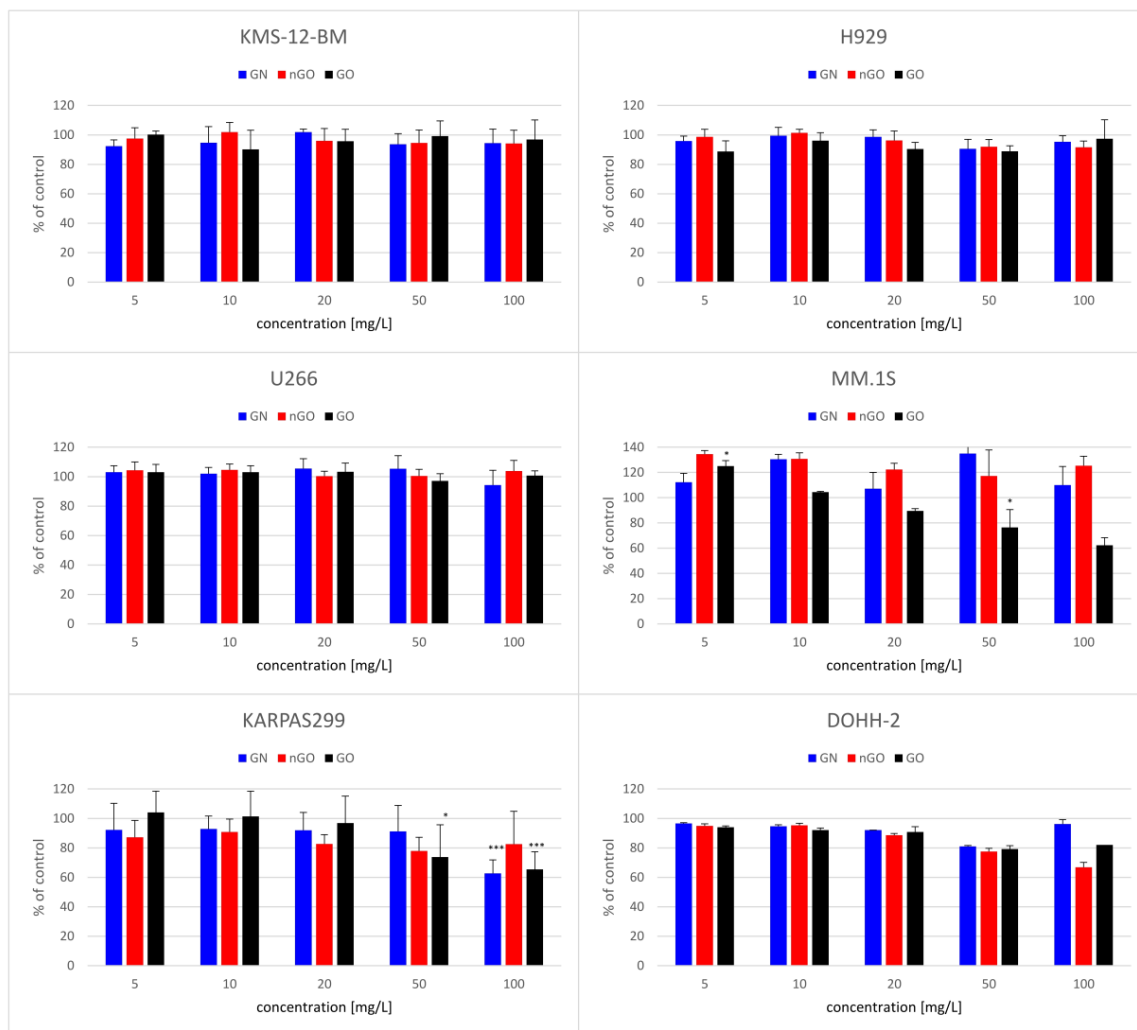 KMS-12-BM
GN nGO GO
% of control
120
100
80
60
40
20
0
5 10 20 50 100
concentration [mg/L]
H929
GN nGO GO
% of control
120
100
80
60
40
20
0
5 10 20 50 100
concentration [mg/L]
U266
GN nGO GO
% of control
120
100
80
60
40
20
0
5 10 20 50 100
concentration [mg/L]
MM.1S
GN nGO GO
% of control
140
120
100
80
60
40
20
0
* *
5 10 20 50 100
concentration [mg/L]
KARPAS299
GN nGO GO
% of control
120
100
80
60
40
20
0
* *** ***
5 10 20 50 100
concentration [mg/L]
DOHH-2
GN nGO GO
% of control
120
100
80
60
40
20
0
5 10 20 50 100
concentration [mg/L]